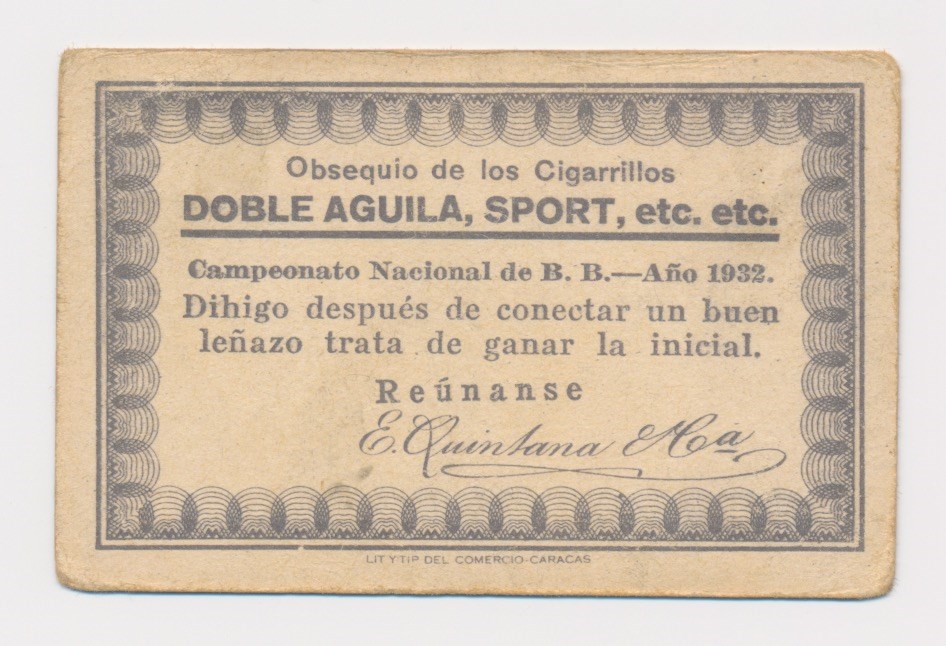 Obsequio de los Cigarrillos
DOBLE AGUILA, SPORT, etc. etc.
Campeonato Nacional de B. B.—Año 1932.
Dihigo después de conectar un buen
leñazo trata de ganar la inicial.
Reúnanse
E. Quintana Ha
LIT Y TIP DEL COMERCIO-CARACAS